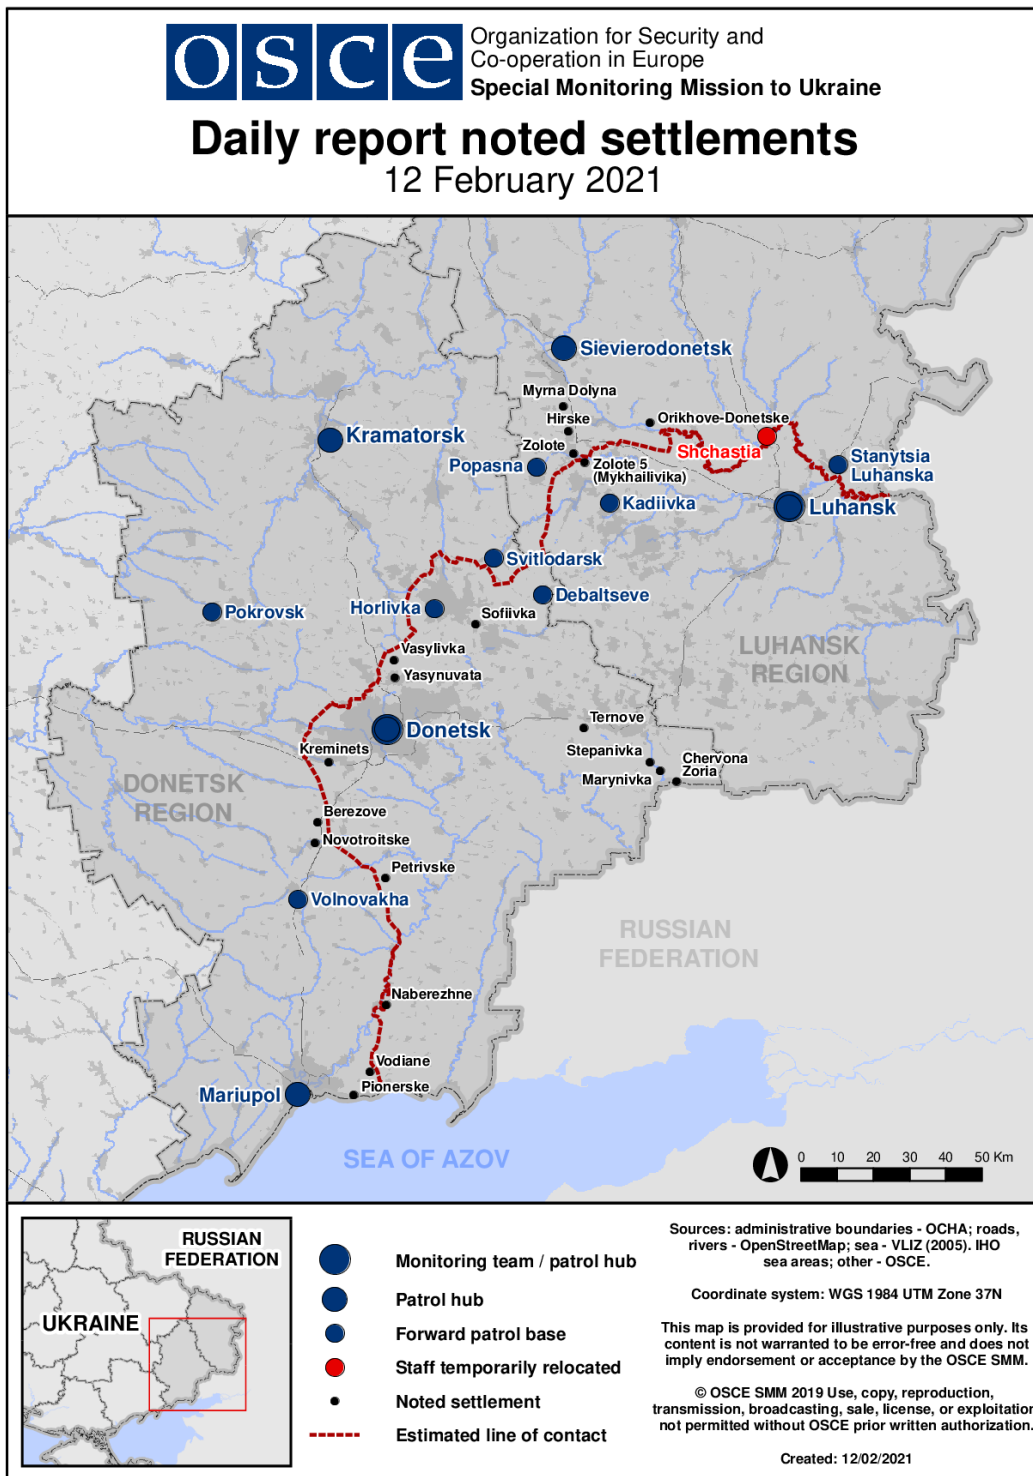 osce
Organization for Security and
Co-operation in Europe
Special Monitoring Mission to Ukraine
Daily report noted settlements
12 February 2021
Sievierodonetsk
Myrna Dolyna
Hirske
Orikhove-Donetske
Kramatorsk
Zolote
Shchastia
Popasna
Zolote 5
(Mykhailivika)
Stanytsia
Luhanska
Kadiivka
Luhansk
Svitlodarsk
Debaltseve
Horlivka
Pokrovsk
Sofiivka
LUHANSK
REGION
Vasylivka
Yasynuvata
Ternove
Donetsk
Kreminets
Stepanivka
Chervona
Zoria
Marynivka
DONETSK
REGION
Berezove
Novotroitske
Petrivske
Volnovakha
RUSSIAN
FEDERATION
Naberezhne
Vodiane
Pionerske
Mariupol
SEA OF AZOV
0 10 20 30 40 50 Km
RUSSIAN
FEDERATION
UKRAINE
Monitoring team / patrol hub
Patrol hub
Forward patrol base
Staff temporarily relocated
Noted settlement
Estimated line of contact
Sources: administrative boundaries - OCHA; roads,
rivers - OpenStreetMap; sea - VLIZ (2005). IHO
sea areas; other - OSCE.
Coordinate system: WGS 1984 UTM Zone 37N
This map is provided for illustrative purposes only. Its
content is not warranted to be error-free and does not
imply endorsement or acceptance by the OSCE SMM.
© OSCE SMM 2019 Use, copy, reproduction,
transmission, broadcasting, sale, license, or exploitation
not permitted without OSCE prior written authorization.
Created: 12/02/2021